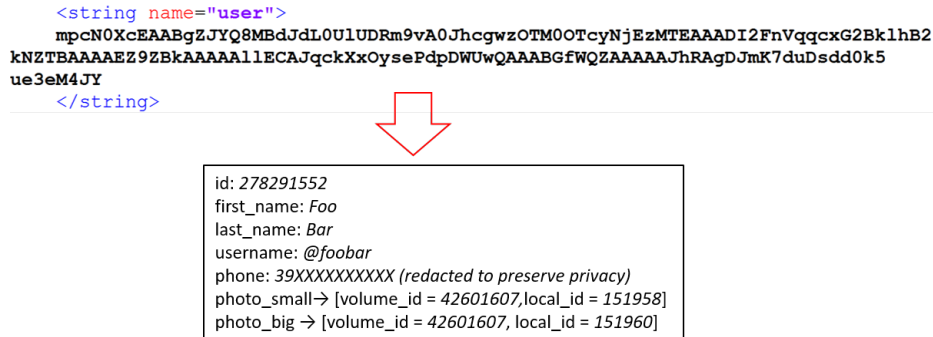 <string name="user">
mpcN0XcEAABgZJYQ8MBdJdL0UlUDRm9vA0JhcgwzOTM0OTcyNjEzMTEAAADI2FnVqqcxG2BklhB2
kNZTBAAAAEZ9ZBkAAAAAllECAJqckXxOysePdpDWUwQAAABGfWQZAAAAAJhRAgDJmK7duDsdd0k5
ue3eM4JY
</string>
id: 278291552
first_name: Foo
last_name: Bar
username: @foobar
phone: 39XXXXXXXXXX (redacted to preserve privacy)
photo_small→ [volume_id = 42601607,local_id = 151958]
photo_big → [volume_id = 42601607, local_id = 151960]